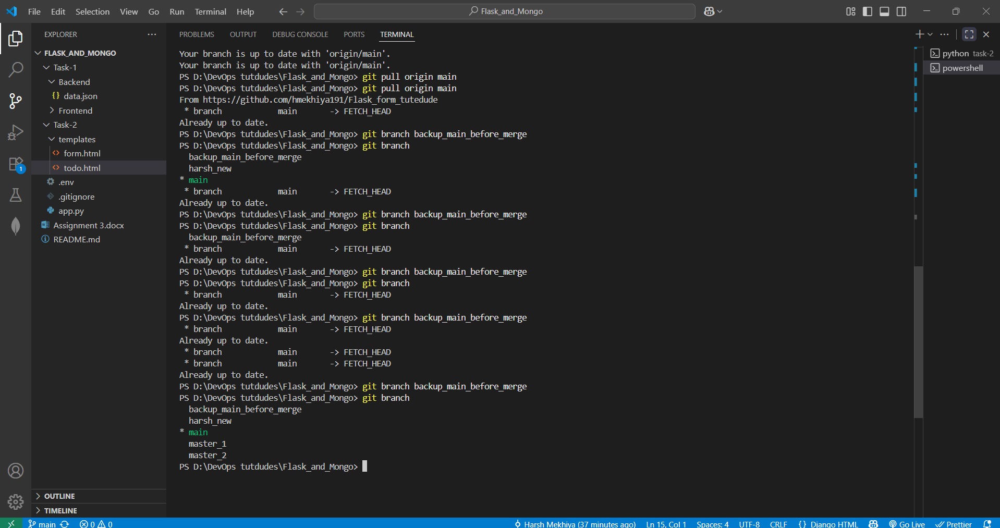 File Edit Selection View Go Run Terminal Help
Flask_and_Mongo
EXPLORER
FLASK_AND_MONGO
Task-1
Backend
{} data.json
Frontend
Task-2
templates
<> form.html
<> todo.html
.env
.gitignore
app.py
Assignment 3.docx
README.md
OUTLINE
TIMELINE
1
PROBLEMS OUTPUT DEBUG CONSOLE PORTS TERMINAL
Your branch is up to date with 'origin/main'.
Your branch is up to date with 'origin/main'.
PS D:\DevOps tutdudes\Flask_and_Mongo> git pull origin main
PS D:\DevOps tutdudes\Flask_and_Mongo> git pull origin main
From https://github.com/hmekhiya191/Flask_form_tutedude
* branch main -> FETCH_HEAD
Already up to date.
PS D:\DevOps tutdudes\Flask_and_Mongo> git branch backup_main_before_merge
PS D:\DevOps tutdudes\Flask_and_Mongo> git branch
backup_main_before_merge
harsh_new
* main
* branch main -> FETCH_HEAD
Already up to date.
PS D:\DevOps tutdudes\Flask_and_Mongo> git branch backup_main_before_merge
PS D:\DevOps tutdudes\Flask_and_Mongo> git branch
backup_main_before_merge
* branch main -> FETCH_HEAD
Already up to date.
PS D:\DevOps tutdudes\Flask_and_Mongo> git branch backup_main_before_merge
PS D:\DevOps tutdudes\Flask_and_Mongo> git branch
* branch main -> FETCH_HEAD
Already up to date.
PS D:\DevOps tutdudes\Flask_and_Mongo> git branch backup_main_before_merge
* branch main -> FETCH_HEAD
Already up to date.
* branch main -> FETCH_HEAD
* branch main -> FETCH_HEAD
Already up to date.
PS D:\DevOps tutdudes\Flask_and_Mongo> git branch backup_main_before_merge
PS D:\DevOps tutdudes\Flask_and_Mongo> git branch
backup_main_before_merge
harsh_new
* main
master_1
master_2
PS D:\DevOps tutdudes\Flask_and_Mongo>
python task-2
powershell
main 0 0 Harsh Mekhiya (37 minutes ago) Ln 15, Col 1 Spaces: 4 UTF-8 CRLF {} Django HTML Go Live Prettier